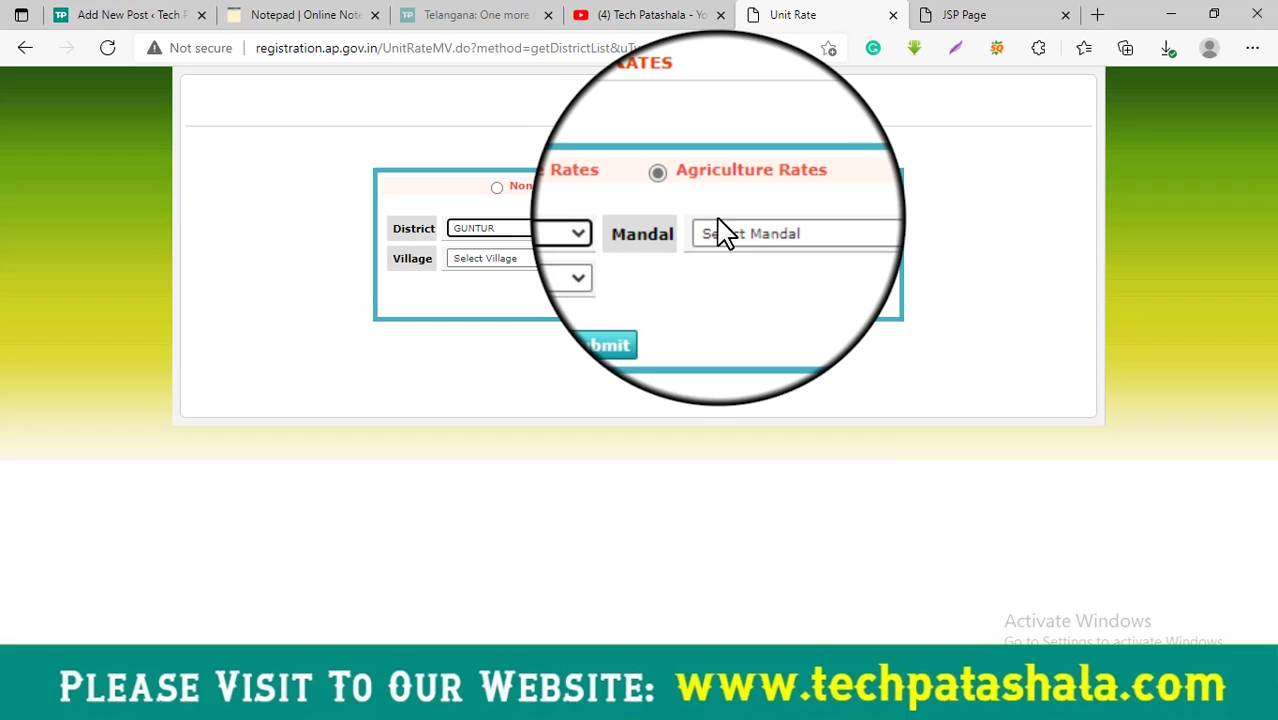 Add New Post ‹ Tech P
Notepad | Online Note
Telangana: One more
(4) Tech Patashala - Yo
Unit Rate
JSP Page
Not secure
registration.ap.gov.in/UnitRateMV.do?method=getDistrictList&uTy
RATES
Non
e Rates
Agriculture Rates
District
GUNTUR
Mandal
Select Mandal
Village
Select Village
bmit
Activate Windows
Go to Settings to activate Windows.
PLEASE VISIT TO OUR WEBSITE: www.techpatashala.com